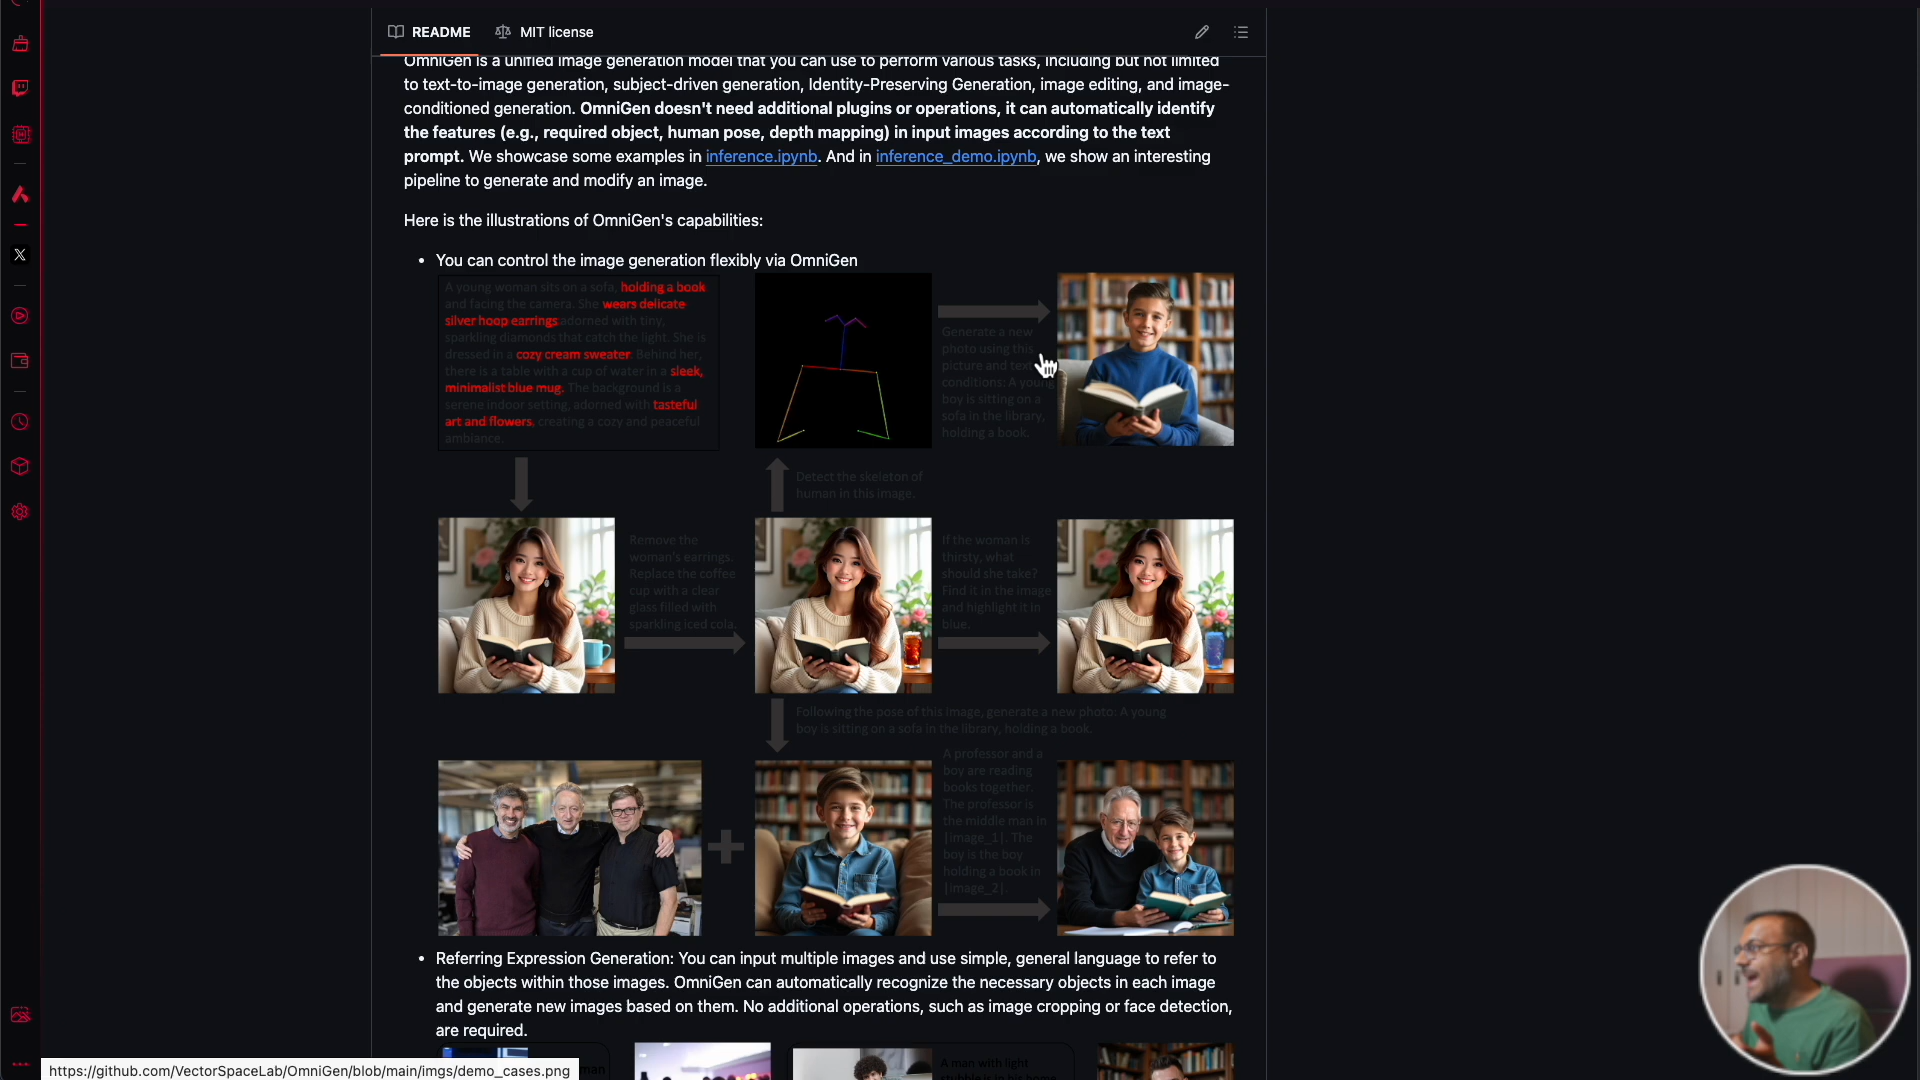 README
MIT license
OmniGen is a unified image generation model that you can use to perform various tasks, including but not limited
to text-to-image generation, subject-driven generation, Identity-Preserving Generation, image editing, and image-
conditioned generation. OmniGen doesn't need additional plugins or operations, it can automatically identify
the features (e.g., required object, human pose, depth mapping) in input images according to the text
prompt. We showcase some examples in inference.ipynb. And in inference_demo.ipynb, we show an interesting
pipeline to generate and modify an image.
Here is the illustrations of OmniGen's capabilities:
You can control the image generation flexibly via OmniGen
A young woman sits on a sofa, holding a book
and facing the camera. She wears delicate
silver hoop earrings adorned with tiny,
sparkling diamonds that catch the light. She is
dressed in a cozy cream sweater. Behind her,
there is a table with a cup of water in a sleek,
minimalist blue mug. The background is a
serene indoor setting, adorned with tasteful
art and flowers, creating a cozy and peaceful
ambiance.
Generate a new
photo using this
picture and text
conditions: A young
boy is sitting on a
sofa in the library,
holding a book.
Detect the skeleton of
human in this image.
Remove the
woman's earrings.
Replace the coffee
cup with a clear
glass filled with
sparkling iced cola.
If the woman is
thirsty, what
should she take?
Find it in the image
and highlight it in
blue.
Following the pose of this image, generate a new photo: A young
boy is sitting on a sofa in the library, holding a book.
A professor and a
boy are reading
books together.
The professor is
the middle man in
[image_1]. The
boy is the boy
holding a book in
[image_2].
Referring Expression Generation: You can input multiple images and use simple, general language to refer to
the objects within those images. OmniGen can automatically recognize the necessary objects in each image
and generate new images based on them. No additional operations, such as image cropping or face detection,
are required.
man
A man with light
https://github.com/VectorSpaceLab/OmniGen/blob/main/imgs/demo_cases.png